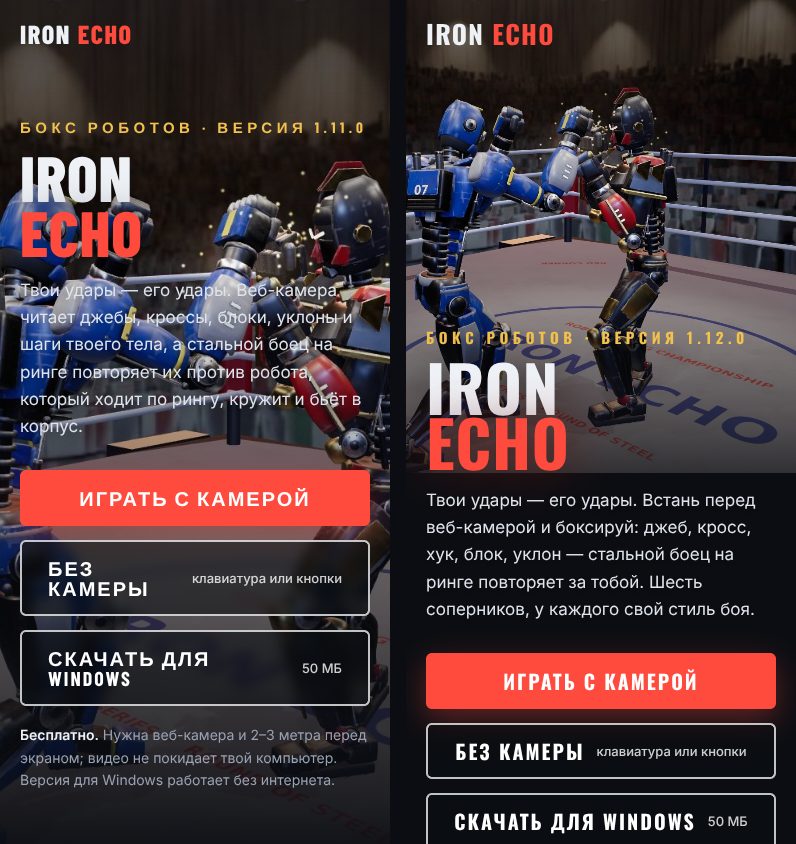 IRON ECHO
БОКС РОБОТОВ · ВЕРСИЯ 1.11.0
IRON
ECHO
Твои удары — его удары. Веб-камера
читает джебы, кроссы, блоки, уклоны и
шаги твоего тела, а стальной боец на
ринге повторяет их против робота,
который ходит по рингу, кружит и бьёт в
корпус.
ИГРАТЬ С КАМЕРОЙ
БЕЗ
КАМЕРЫ
клавиатура или кнопки
СКАЧАТЬ ДЛЯ
WINDOWS
50 МБ
Бесплатно. Нужна веб-камера и 2–3 метра перед
экраном; видео не покидает твой компьютер.
Версия для Windows работает без интернета.
IRON ECHO
07
БОКС РОБОТОВ · ВЕРСИЯ 1.12.0
CHAMPIONSHIP
IRON ECHO
OF STEEL
IRON
ECHO
Твои удары — его удары. Встань перед
веб-камерой и боксируй: джеб, кросс,
хук, блок, уклон — стальной боец на
ринге повторяет за тобой. Шесть
соперников, у каждого свой стиль боя.
ИГРАТЬ С КАМЕРОЙ
БЕЗ КАМЕРЫ клавиатура или кнопки
СКАЧАТЬ ДЛЯ WINDOWS 50 МБ